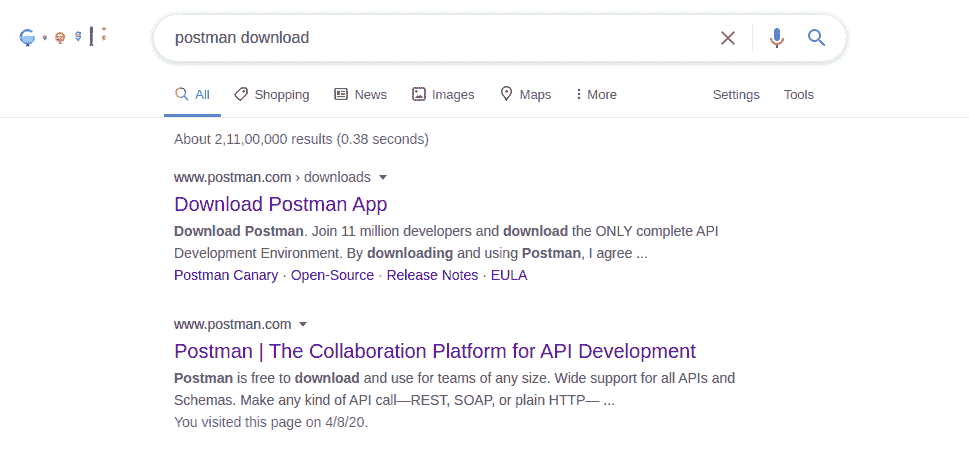 postman download
All Shopping News Images Maps More Settings Tools
About 2,11,00,000 results (0.38 seconds)
www.postman.com › downloads
Download Postman App
Download Postman. Join 11 million developers and download the ONLY complete API
Development Environment. By downloading and using Postman, I agree ...
Postman Canary · Open-Source · Release Notes · EULA
www.postman.com
Postman | The Collaboration Platform for API Development
Postman is free to download and use for teams of any size. Wide support for all APIs and
Schemas. Make any kind of API call—REST, SOAP, or plain HTTP— ...
You visited this page on 4/8/20.